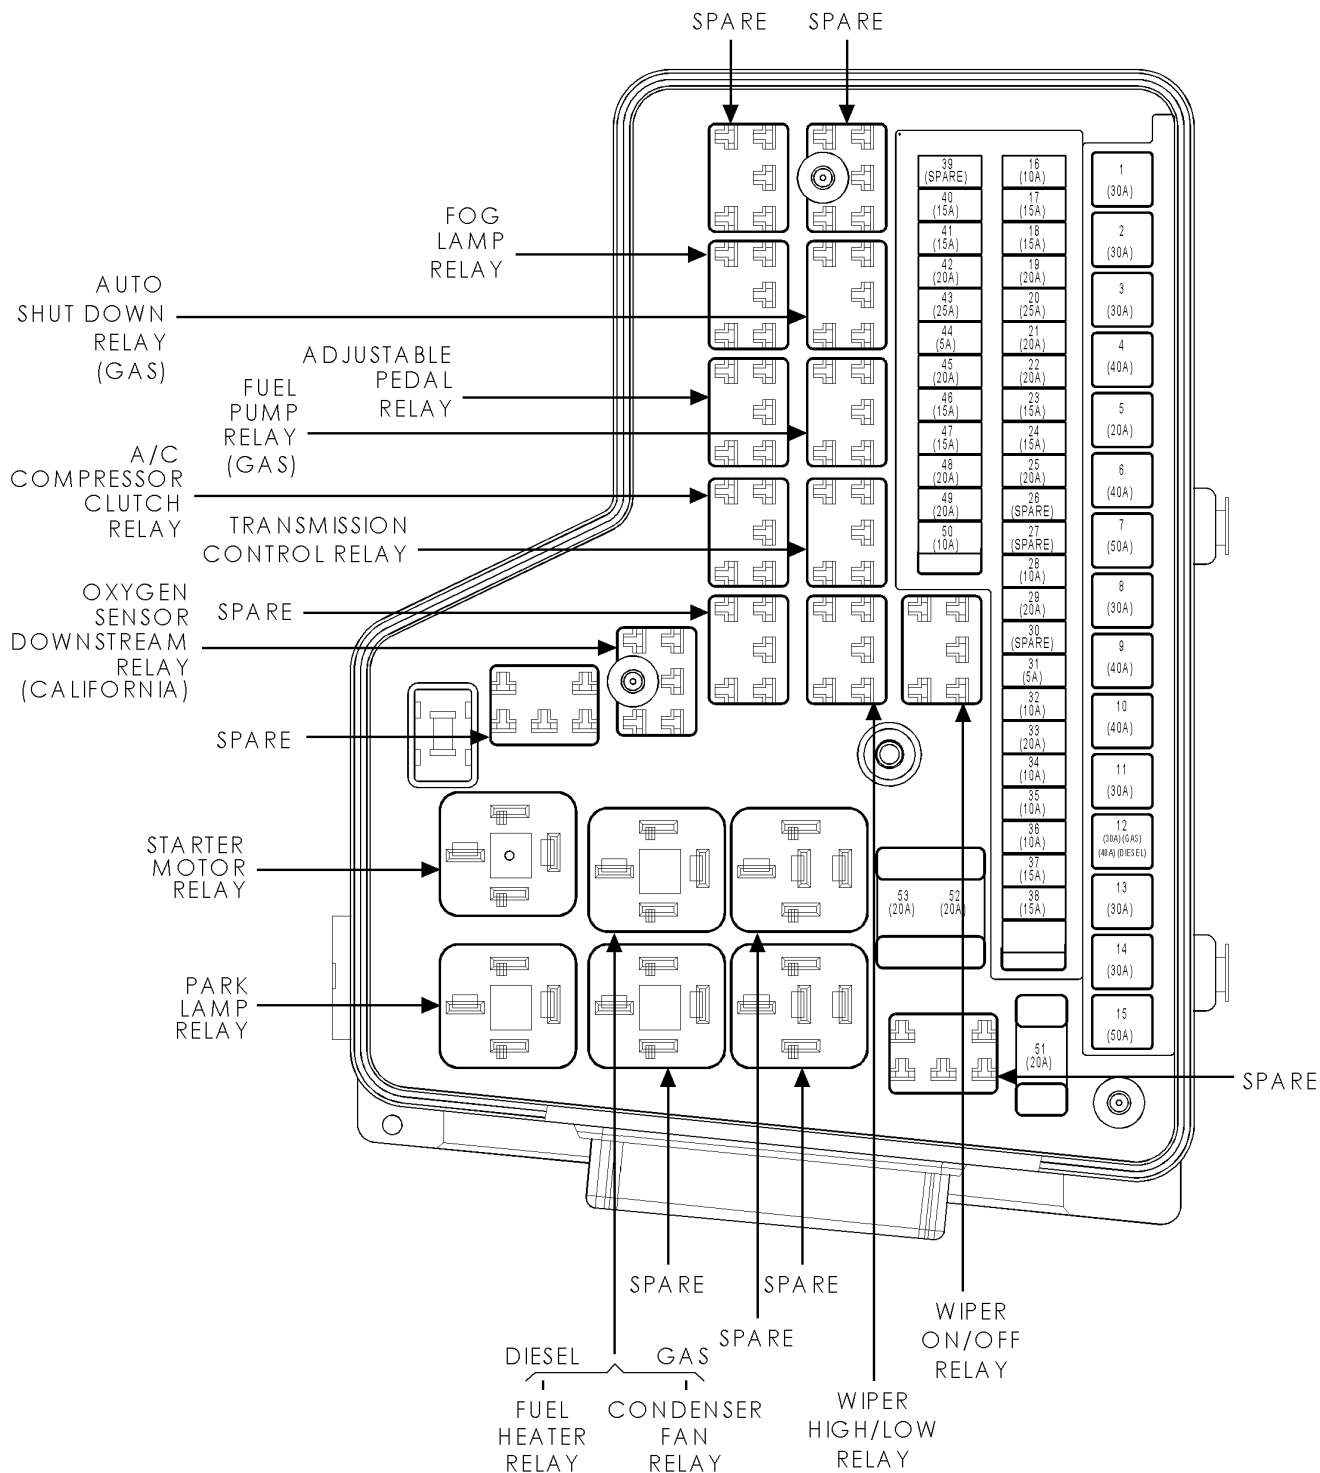 SPARE
SPARE
FOG
LAMP
RELAY
AUTO
SHUT DOWN
RELAY
(GAS)
ADJUSTABLE
PEDAL
RELAY
FUEL
PUMP
RELAY
(GAS)
A/C
COMPRESSOR
CLUTCH
RELAY
TRANSMISSION
CONTROL RELAY
OXYGEN
SENSOR
DOWNSTREAM
RELAY
(CALIFORNIA)
SPARE
SPARE
STARTER
MOTOR
RELAY
PARK
LAMP
RELAY
39
(SPARE)
40
(15A)
41
(15A)
42
(20A)
43
(25A)
44
(5A)
45
(20A)
46
(15A)
47
(15A)
48
(20A)
49
(20A)
50
(10A)
16
(10A)
17
(15A)
18
(15A)
19
(20A)
20
(25A)
21
(20A)
22
(20A)
23
(15A)
24
(15A)
25
(20A)
26
(SPARE)
27
(SPARE)
28
(10A)
29
(20A)
30
(SPARE)
31
(5A)
32
(10A)
33
(20A)
34
(10A)
35
(10A)
36
(10A)
37
(15A)
38
(15A)
1
(30A)
2
(30A)
3
(30A)
4
(40A)
5
(20A)
6
(40A)
7
(50A)
8
(30A)
9
(40A)
10
(40A)
11
(30A)
12
(30A)(GAS)
(40A)(DIESEL)
13
(30A)
14
(30A)
15
(50A)
53
(20A)
52
(20A)
51
(20A)
SPARE
SPARE
SPARE
SPARE
WIPER
ON/OFF
RELAY
DIESEL
GAS
FUEL
HEATER
RELAY
CONDENSER
FAN
RELAY
WIPER
HIGH/LOW
RELAY